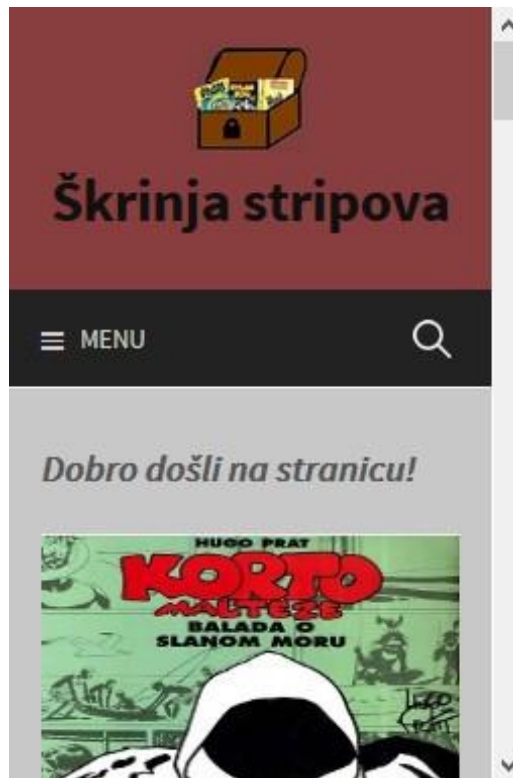 Škrinja stripova
MENU
Dobro došli na stranicu!
HUGO PRAT
KORTO
MALTEZE
BALADA O
SLANOM MORU